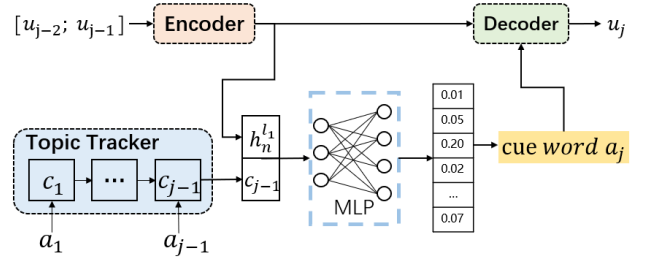 [u_{j−2}; u_{j−1}]
Encoder
Decoder
u_j
Topic Tracker
c_1
...
c_{j−1}
a_1
a_{j−1}
h_n^{l_1}
c_{j−1}
MLP
0.01
0.05
0.20
0.02
...
0.07
cue word a_j